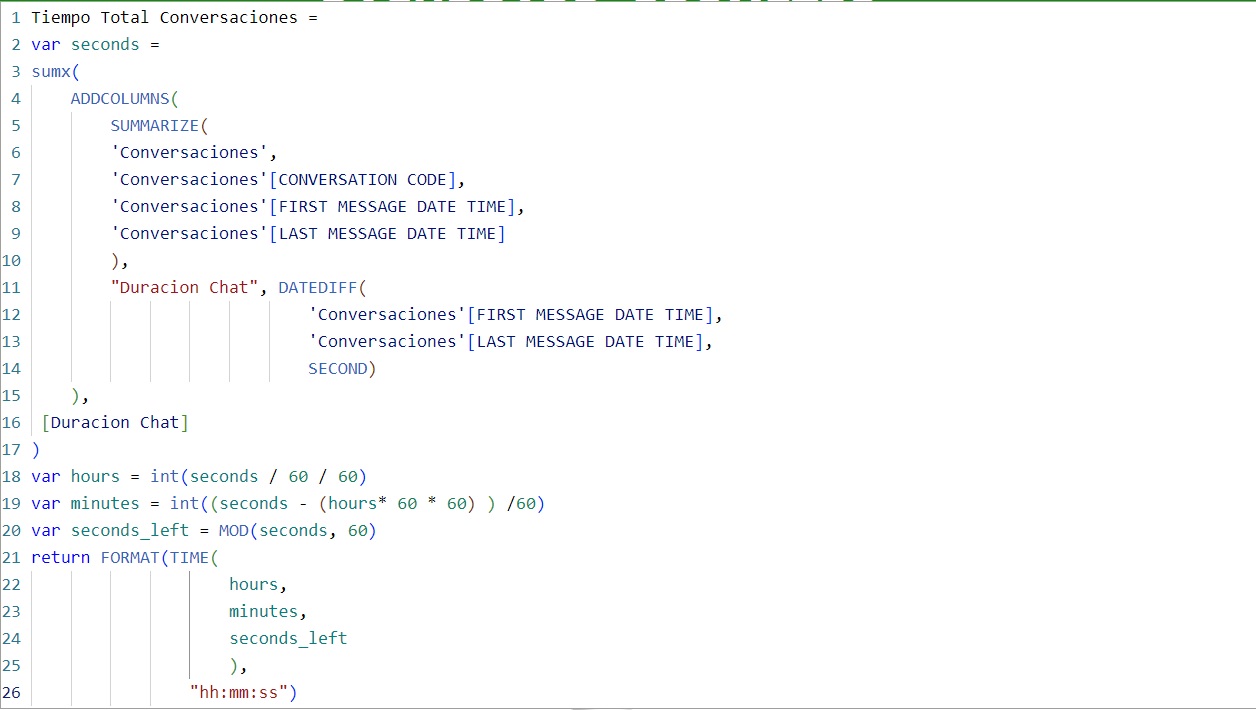 1 Tiempo Total Conversaciones =
2 var seconds =
3 sumx(
4 ADDCOLUMNS(
5 SUMMARIZE(
6 'Conversaciones',
7 'Conversaciones'[CONVERSATION CODE],
8 'Conversaciones'[FIRST MESSAGE DATE TIME],
9 'Conversaciones'[LAST MESSAGE DATE TIME]
10 ),
11 "Duracion Chat", DATEDIFF(
12 'Conversaciones'[FIRST MESSAGE DATE TIME],
13 'Conversaciones'[LAST MESSAGE DATE TIME],
14 SECOND)
15 ),
16 [Duracion Chat]
17 )
18 var hours = int(seconds / 60 / 60)
19 var minutes = int((seconds - (hours* 60 * 60) ) /60)
20 var seconds_left = MOD(seconds, 60)
21 return FORMAT(TIME(
22 hours,
23 minutes,
24 seconds_left
25 ),
26 "hh:mm:ss")